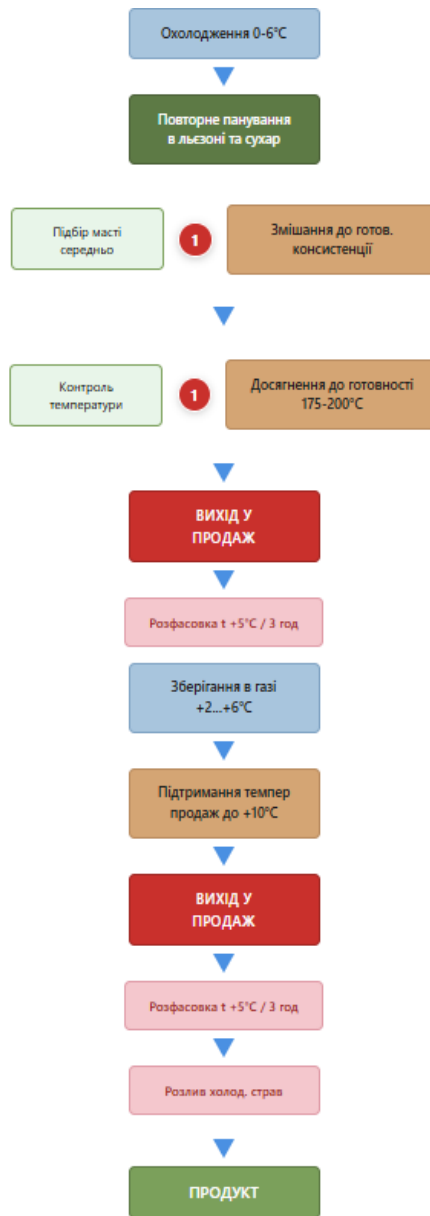 Охолодження 0-6°С
Повторне панування
в льєзоні та сухар
Підбір масті
середньо
1
Змішання до готов.
консистенції
Контроль
температури
1
Досягнення до готовності
175-200°С
ВИХІД У
ПРОДАЖ
Розфасовка t +5°С / 3 год
Зберігання в газі
+2...+6°С
Підтримання темпер
продаж до +10°С
ВИХІД У
ПРОДАЖ
Розфасовка t +5°С / 3 год
Розлив холод. страв
ПРОДУКТ